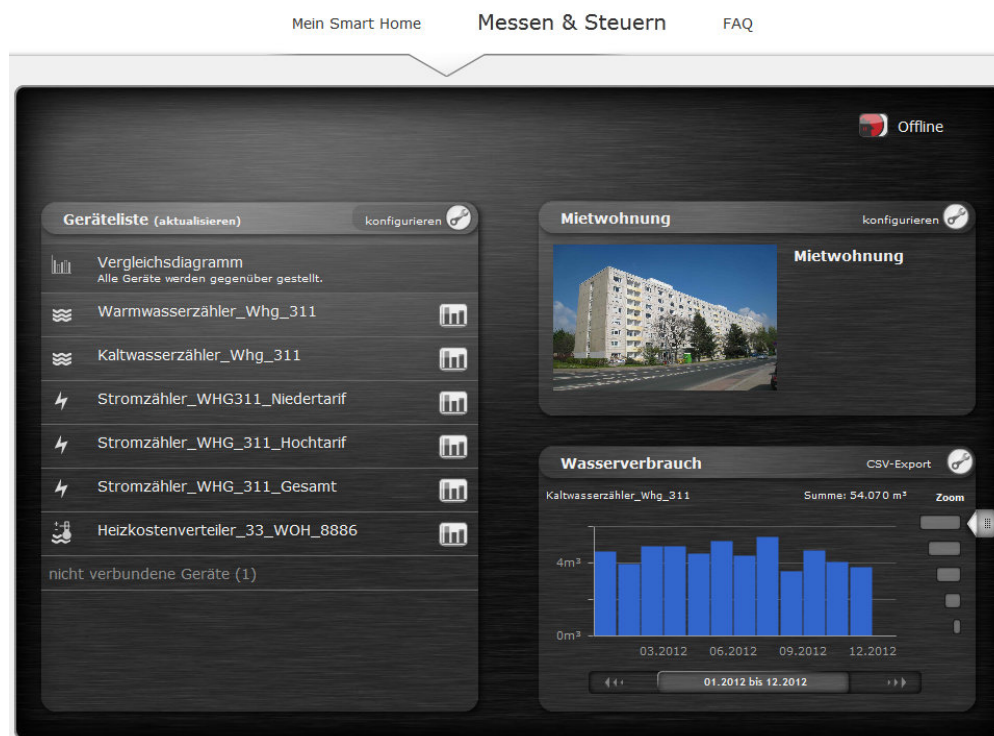 Mein Smart Home
Messen & Steuern
FAQ
Offline
Geräteliste (aktualisieren)
konfigurieren
Vergleichsdiagramm
Alle Geräte werden gegenüber gestellt.
Warmwasserzähler_Whg_311
Kaltwasserzähler_Whg_311
Stromzähler_WHG311_Niedertarif
Stromzähler_WHG_311_Hochtarif
Stromzähler_WHG_311_Gesamt
Heizkostenverteiler_33_WOH_8886
nicht verbundene Geräte (1)
Mietwohnung
konfigurieren
Mietwohnung
Wasserverbrauch
CSV-Export
Kaltwasserzähler_Whg_311
Summe: 54.070 m³
Zoom
4m³
0m³
03.2012 06.2012 09.2012 12.2012
01.2012 bis 12.2012